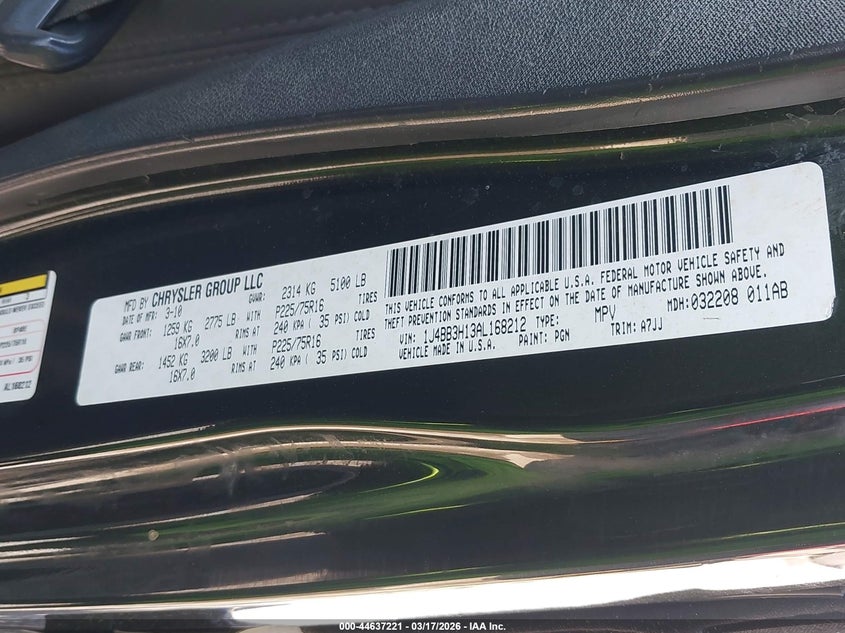 MFD BY CHRYSLER GROUP LLC
DATE OF MFR: 3-10 GVWR: 2314 KG 5100 LB
GAWR FRONT: 1259 KG 2775 LB WITH P225/75R16 TIRES
16X7.0 RIMS AT 240 KPA ( 35 PSI) COLD
GAWR REAR: 1452 KG 3200 LB WITH P225/75R16 TIRES
16X7.0 RIMS AT 240 KPA ( 35 PSI) COLD
THIS VEHICLE CONFORMS TO ALL APPLICABLE U.S.A. FEDERAL MOTOR VEHICLE SAFETY AND
THEFT PREVENTION STANDARDS IN EFFECT ON THE DATE OF MANUFACTURE SHOWN ABOVE.
VIN: 1J4BB3H13AL168212 TYPE: MPV MDH: 032208 011AB
VEHICLE MADE IN U.S.A. PAINT: PGN TRIM: A7JJ
AL168212
000-44637221 - 03/17/2026 - IAA Inc.